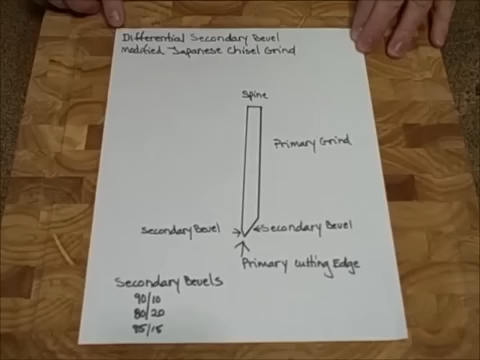 Differential Secondary Bevel
Modified Japanese Chisel Grind
Spine
Primary Grind
Secondary Bevel
Secondary Bevel
Primary Cutting Edge
Secondary Bevels
90/10
80/20
85/15